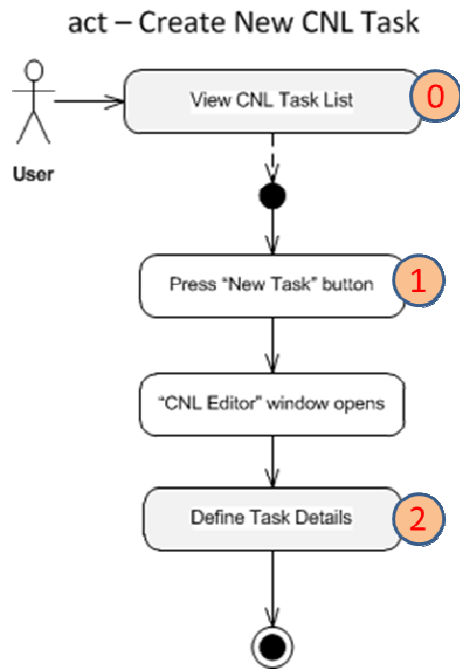 act – Create New CNL Task
View CNL Task List
0
User
Press "New Task" button
1
"CNL Editor" window opens
Define Task Details
2